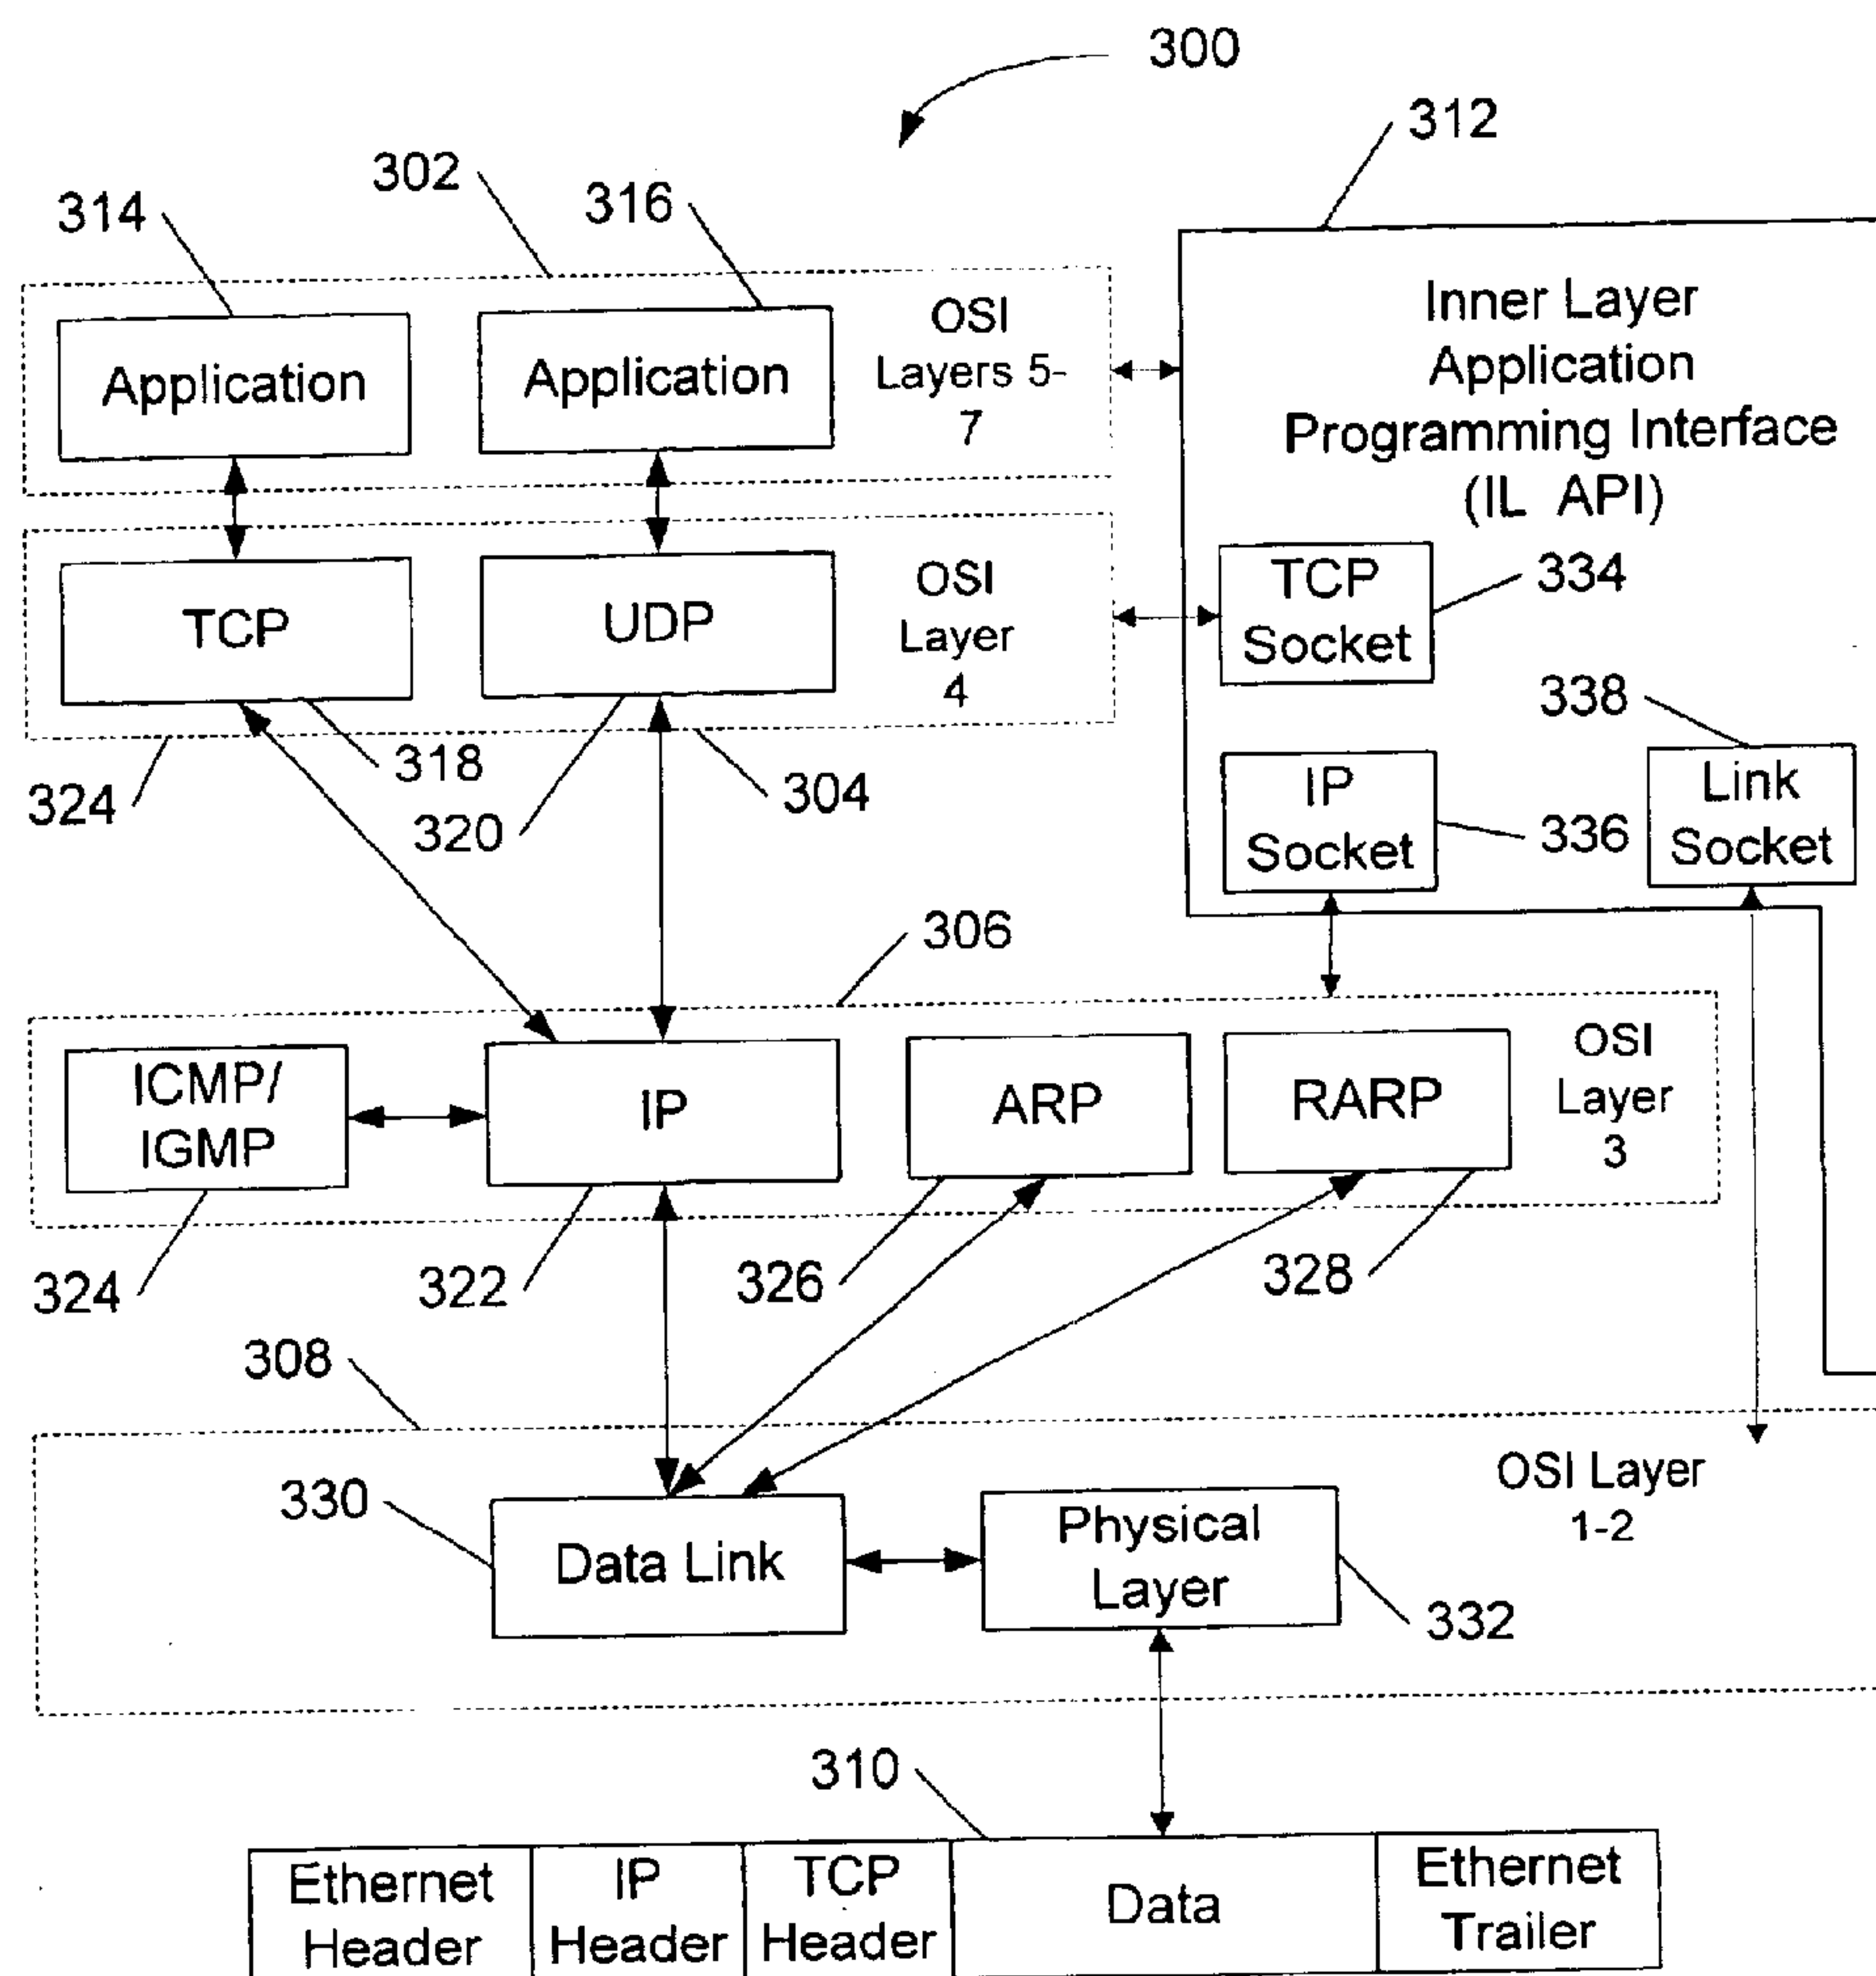 300
312
302
314
316
OSI
Layers 5-
7
Application
Application
Inner Layer
Application
Programming Interface
(IL API)
TCP
UDP
OSI
Layer
4
TCP
Socket
334
338
324
318
320
304
IP
Socket
336
Link
Socket
306
ICMP/
IGMP
IP
ARP
RARP
OSI
Layer
3
324
322
326
328
308
330
Data Link
Physical
Layer
OSI Layer
1-2
332
310
Ethernet
Header
IP
Header
TCP
Header
Data
Ethernet
Trailer